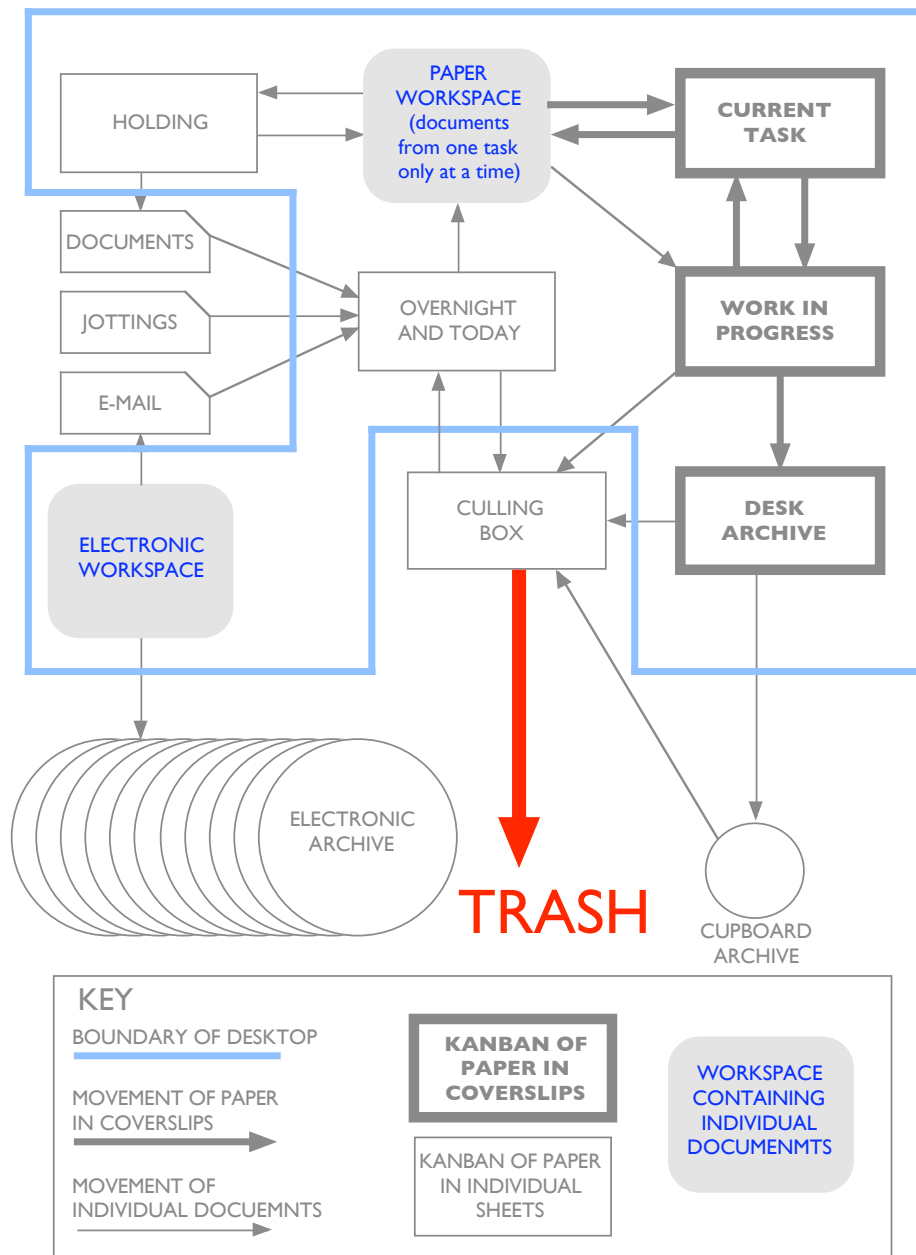 PAPER
WORKSPACE
(documents
from one task
only at a time)
HOLDING
CURRENT
TASK
DOCUMENTS
JOTTINGS
E-MAIL
OVERNIGHT
AND TODAY
WORK IN
PROGRESS
CULLING
BOX
DESK
ARCHIVE
ELECTRONIC
WORKSPACE
ELECTRONIC
ARCHIVE
TRASH
CUPBOARD
ARCHIVE
KEY
BOUNDARY OF DESKTOP
MOVEMENT OF PAPER
IN COVERSLIPS
MOVEMENT OF
INDIVIDUAL DOCUEMNTS
KANBAN OF
PAPER IN
COVERSLIPS
KANBAN OF PAPER
IN INDIVIDUAL
SHEETS
WORKSPACE
CONTAINING
INDIVIDUAL
DOCUMENMTS